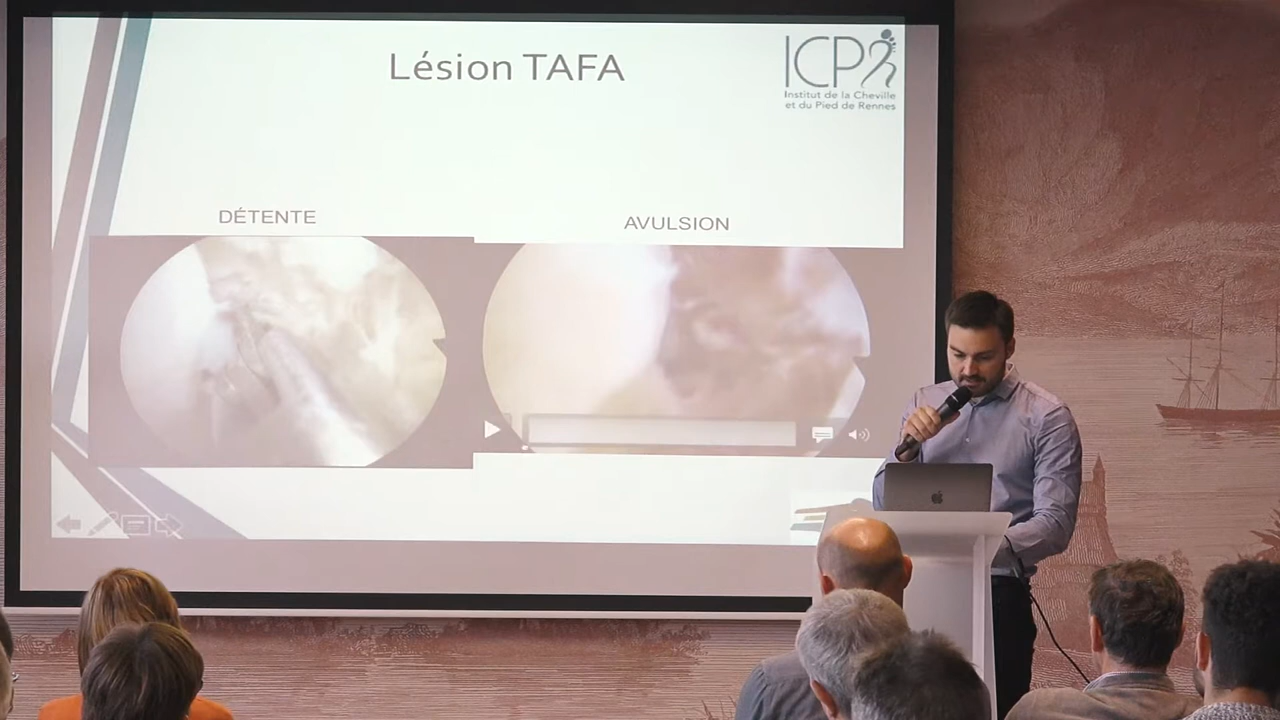 Lésion TAFA
ICP
Institut de la Cheville
et du Pied de Rennes
DÉTENTE
AVULSION